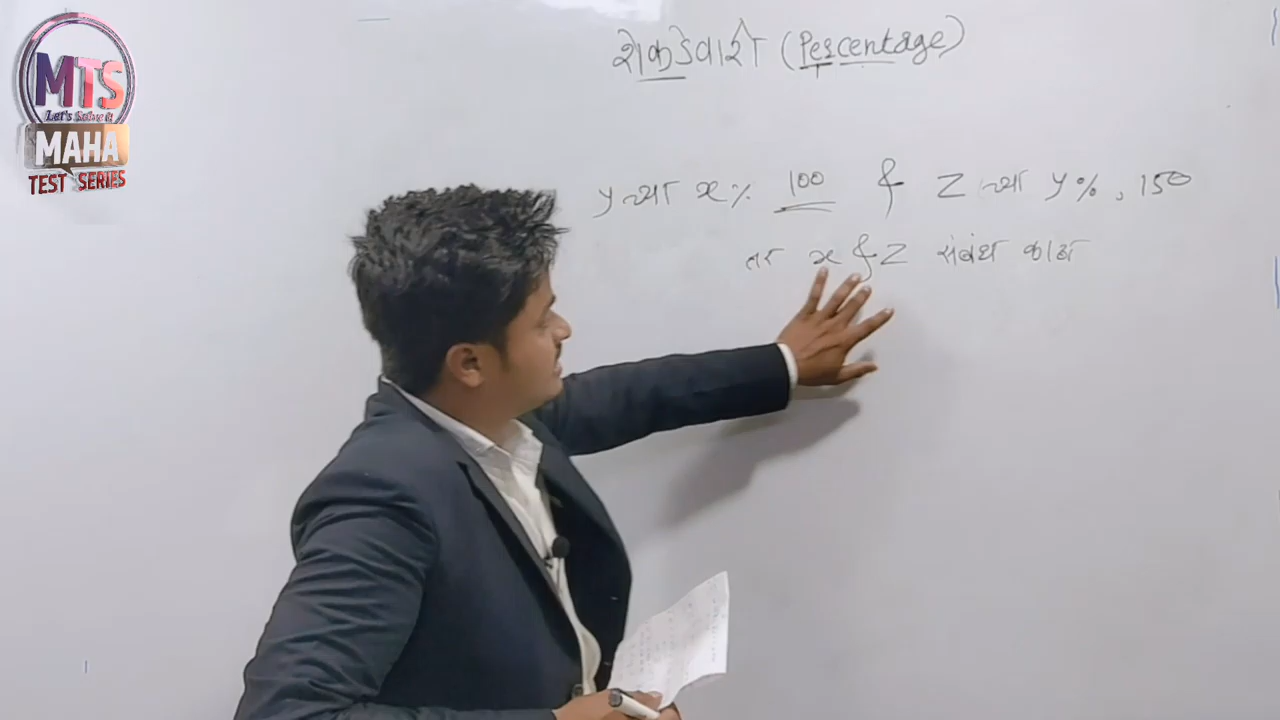 MTS
Let's Solve it
MAHA
TEST SERIES
शेकडेवारी (Percentage)
y च्या x% 100 & Z च्या y% , 150
तर x & Z संबंध काढा